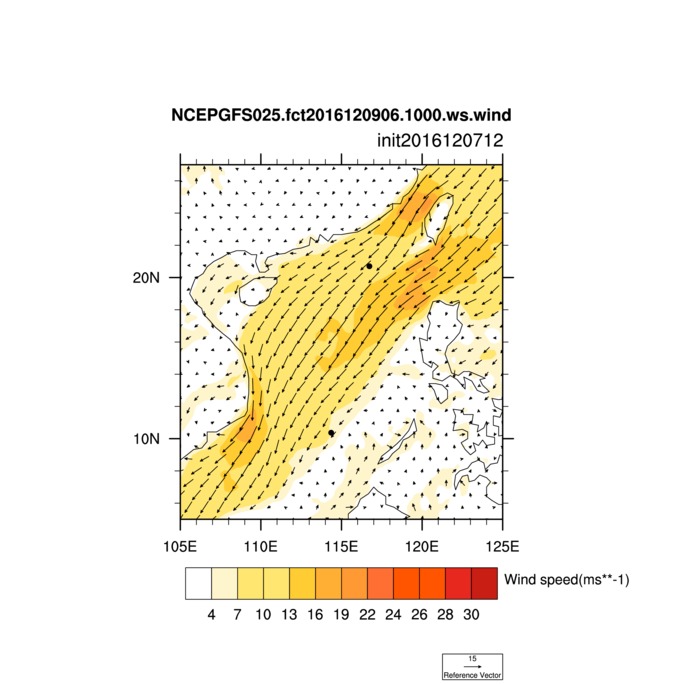 NCEPGFS025.fct2016120906.1000.ws.wind
init2016120712
20N
10N
105E 110E 115E 120E 125E
Wind speed(ms**-1)
4 7 10 13 16 19 22 24 26 28 30
15
Reference Vector